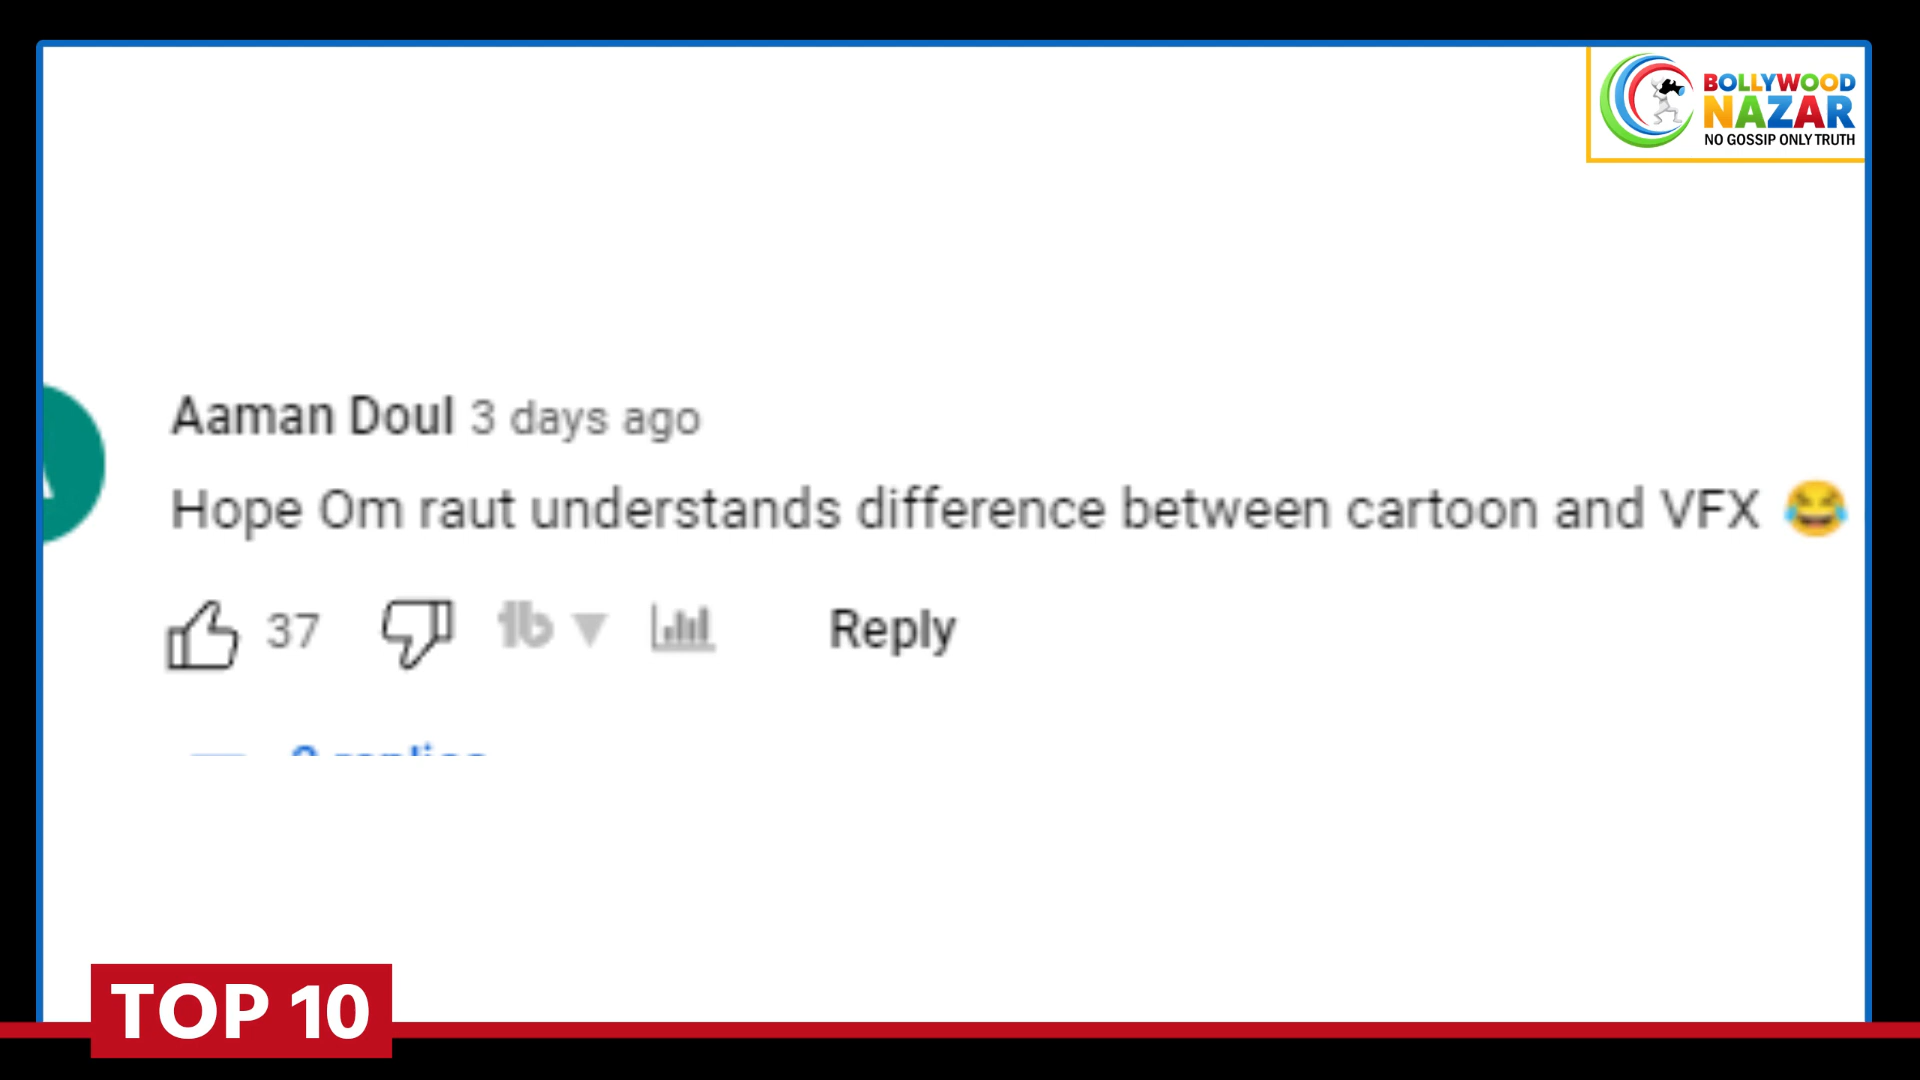 BOLLYWOOD
NAZAR
NO GOSSIP ONLY TRUTH
Aaman Doul 3 days ago
Hope Om raut understands difference between cartoon and VFX 😂
37
Reply
replies
TOP 10